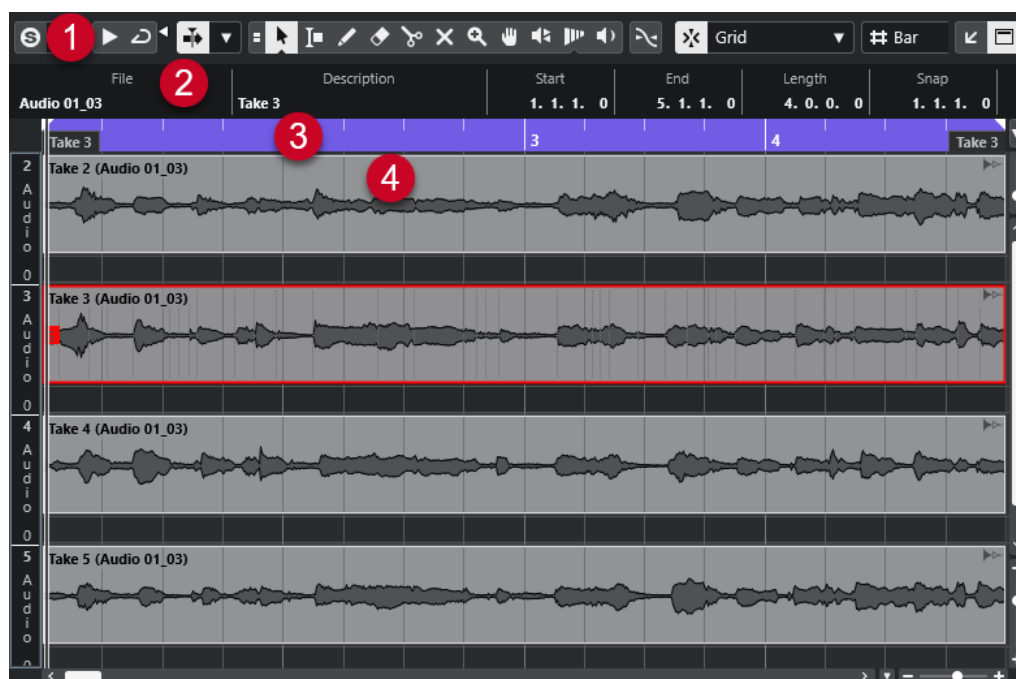 S 1 Grid # Bar
File 2 Description Start End Length Snap
Audio 01_03 Take 3 1. 1. 1. 0 5. 1. 1. 0 4. 0. 0. 0 1. 1. 1. 0
Take 3 3 3 4 Take 3
2 Take 2 (Audio 01_03) 4
Audio
0
3 Take 3 (Audio 01_03)
Audio
0
4 Take 4 (Audio 01_03)
Audio
0
5 Take 5 (Audio 01_03)
Audio